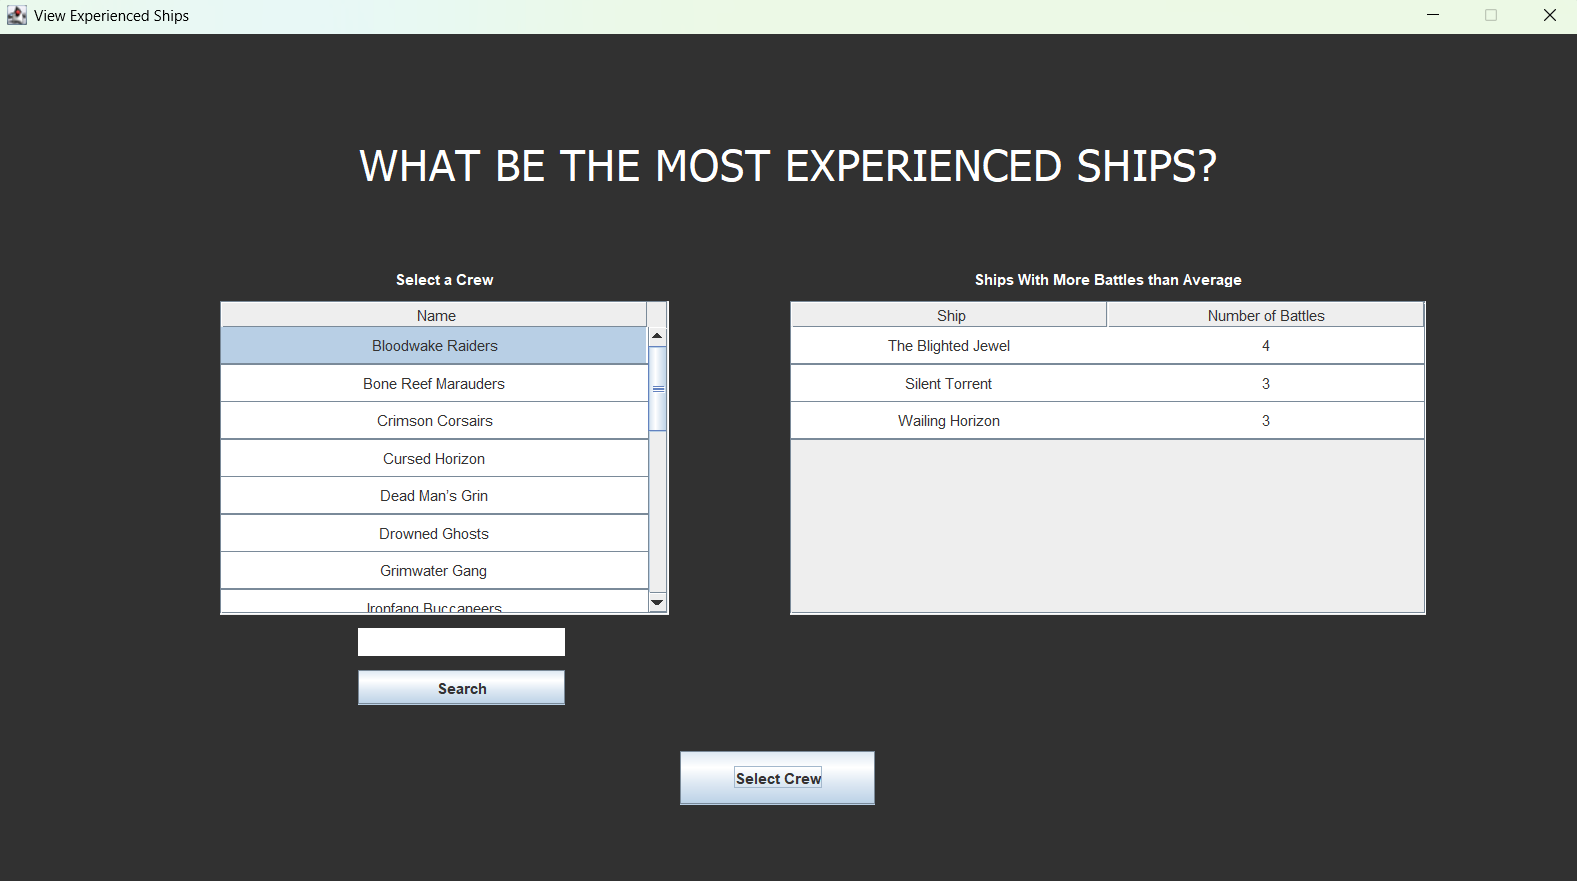 View Experienced Ships
WHAT BE THE MOST EXPERIENCED SHIPS?
Select a Crew
Name
Bloodwake Raiders
Bone Reef Marauders
Crimson Corsairs
Cursed Horizon
Dead Man's Grin
Drowned Ghosts
Grimwater Gang
Ironfang Buccaneers
Search
Ships With More Battles than Average
Ship Number of Battles
The Blighted Jewel 4
Silent Torrent 3
Wailing Horizon 3
Select Crew